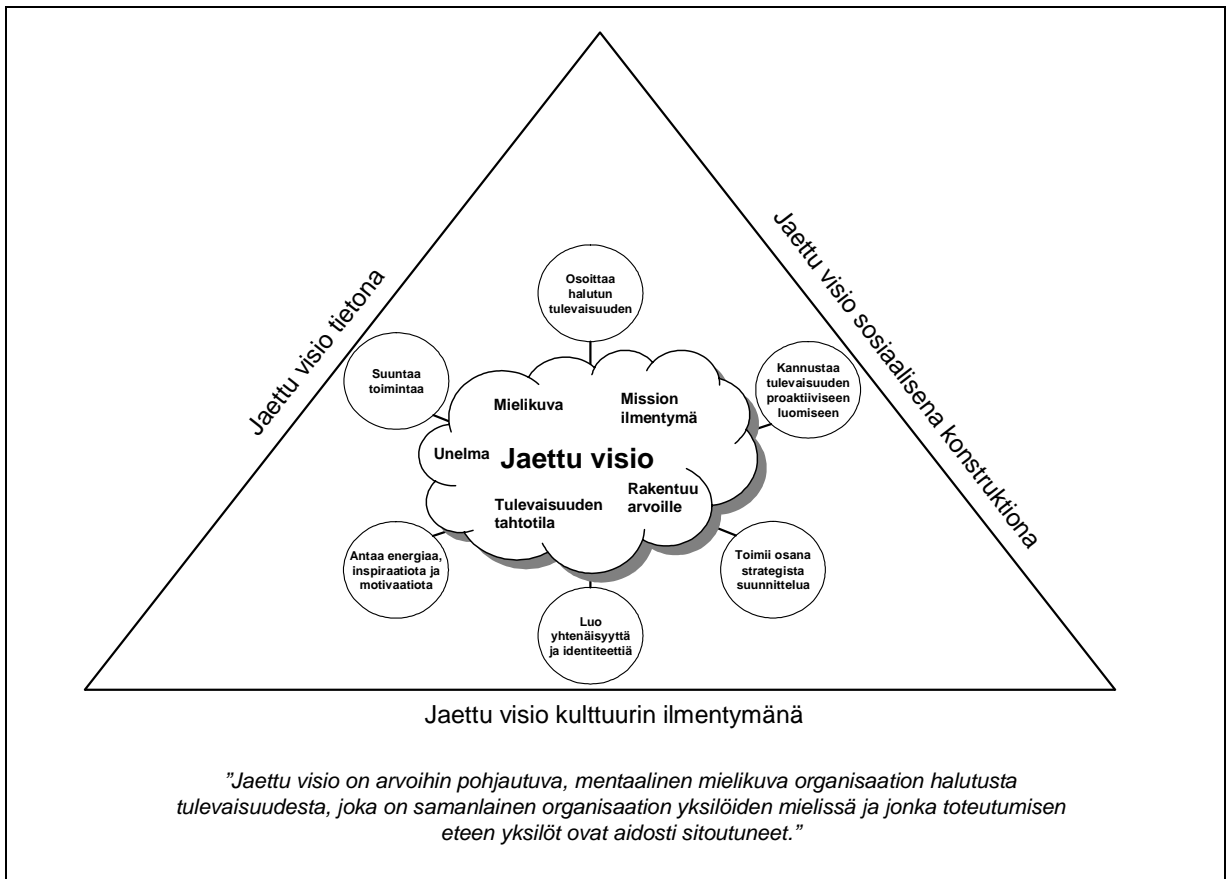 Jaettu visio tietona
Jaettu visio sosiaalisena konstruktiona
Osoittaa
halutun
tulevaisuuden
Suuntaa
toimintaa
Kannustaa
tulevaisuuden
proaktiiviseen
luomiseen
Mielikuva
Mission
ilmentymä
Unelma
Jaettu visio
Tulevaisuuden
tahtotila
Rakentuu
arvoille
Antaa energiaa,
inspiraatiota ja
motivaatiota
Toimii osana
strategista
suunnittelua
Luo
yhtenäisyyttä
ja identiteettiä
Jaettu visio kulttuurin ilmentymänä
”Jaettu visio on arvoihin pohjautuva, mentaalinen mielikuva organisaation halutusta
tulevaisuudesta, joka on samanlainen organisaation yksilöiden mielissä ja jonka toteutumisen
eteen yksilöt ovat aidosti sitoutuneet.”